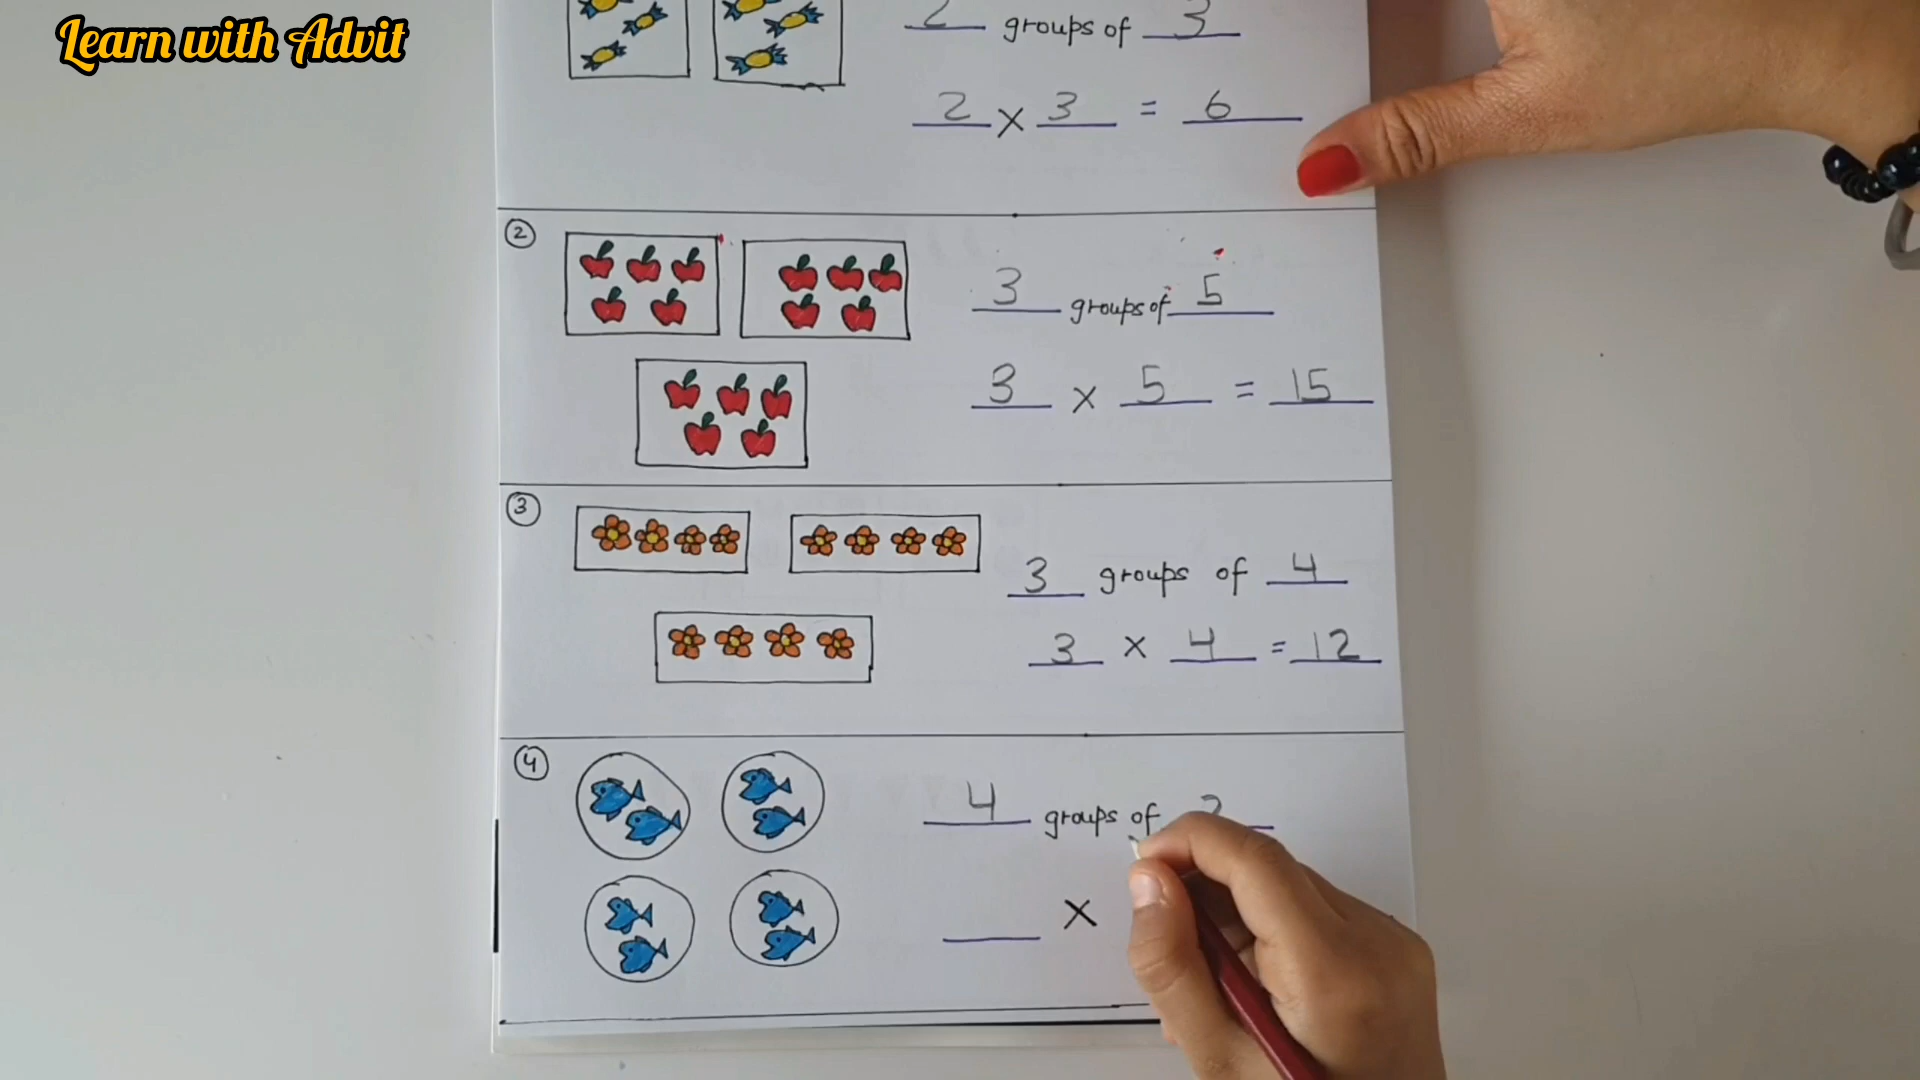 Learn with Advit
2 groups of 3
2 × 3 = 6
2
3 groups of 5
3 × 5 = 15
3
3 groups of 4
3 × 4 = 12
4
4 groups of 2
×